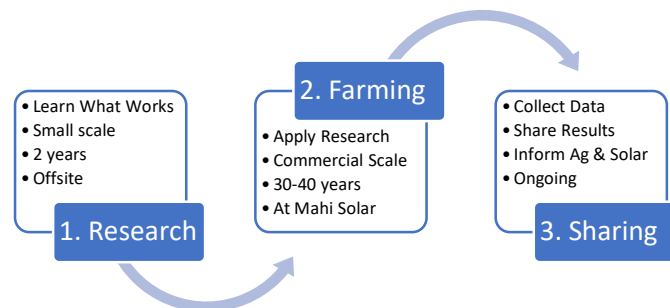 • Learn What Works
• Small scale
• 2 years
• Offsite
1. Research
2. Farming
• Apply Research
• Commercial Scale
• 30-40 years
• At Mahi Solar
• Collect Data
• Share Results
• Inform Ag & Solar
• Ongoing
3. Sharing